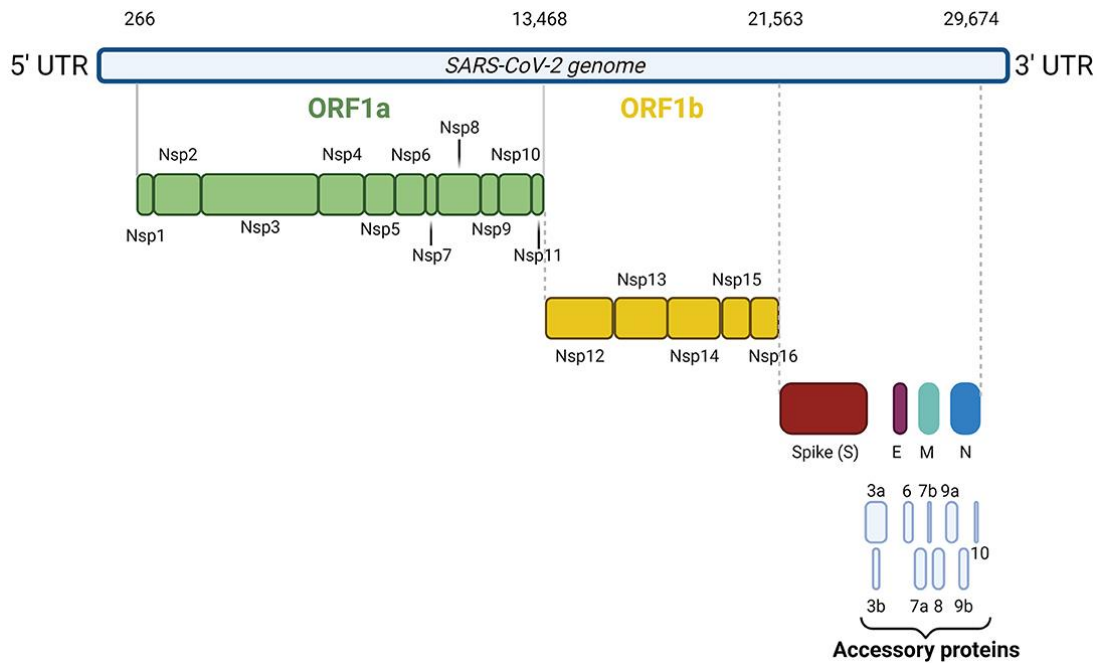 266 13,468 21,563 29,674
5' UTR SARS-CoV-2 genome 3' UTR
ORF1a ORF1b
Nsp8
Nsp2 Nsp4 Nsp6 Nsp10
Nsp1 Nsp3 Nsp5 Nsp9
Nsp7 Nsp11
Nsp13 Nsp15
Nsp12 Nsp14 Nsp16
Spike (S) E M N
3a 6 7b 9a
10
3b 7a 8 9b
Accessory proteins